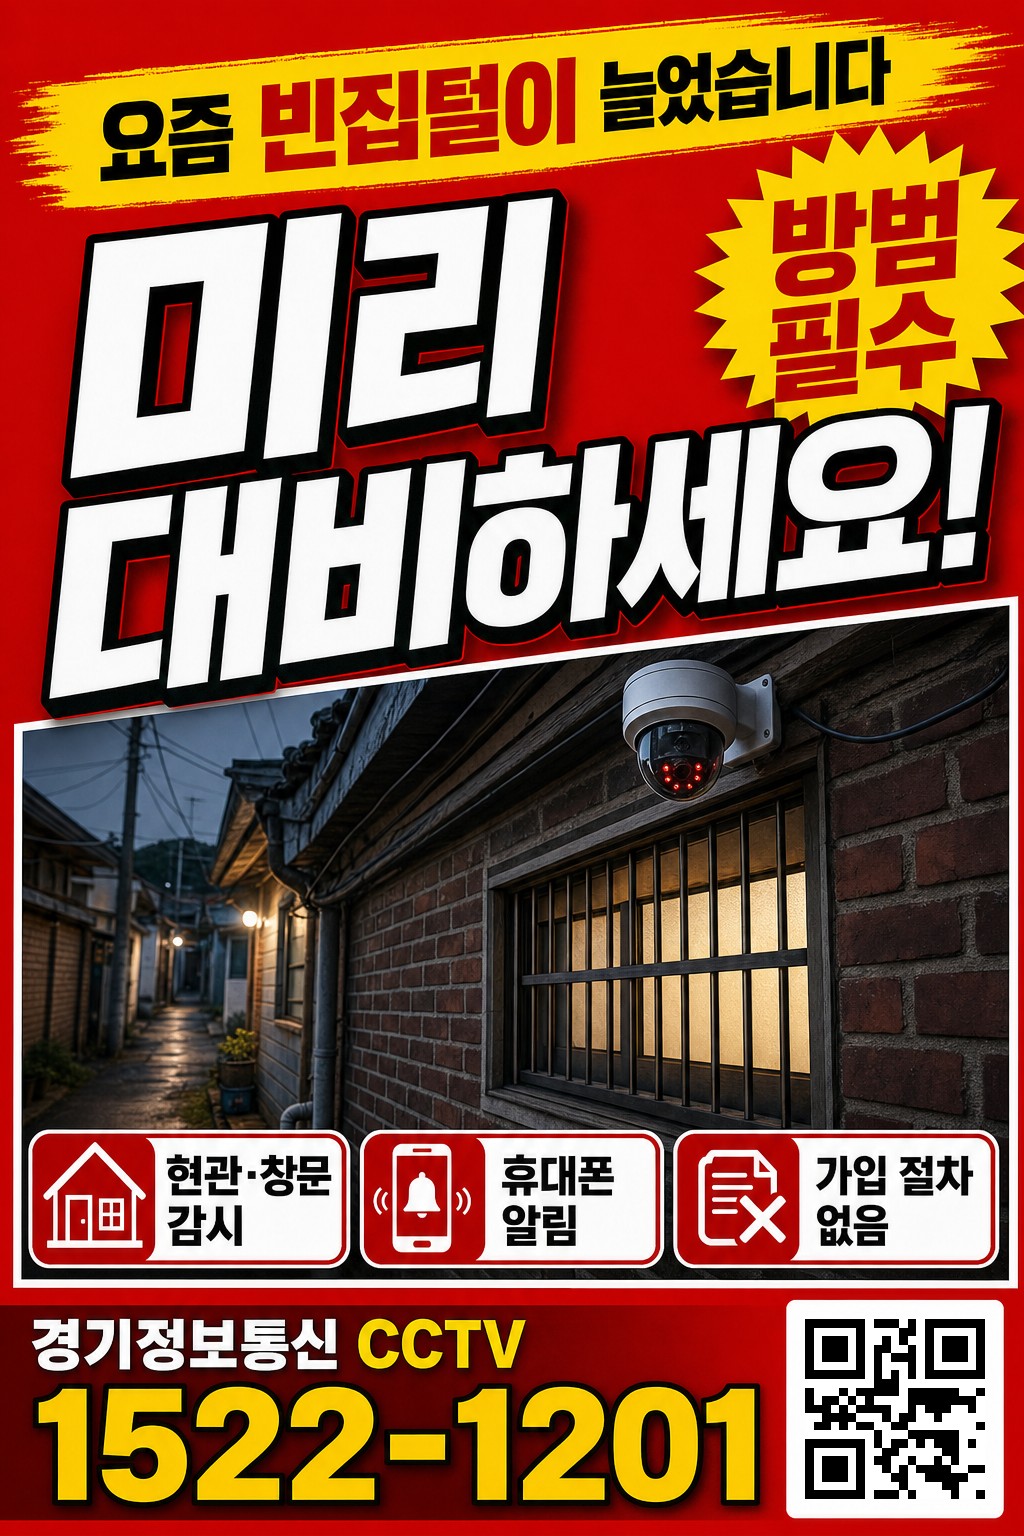 요즘 빈집털이 늘었습니다
방범
필수
미리
대비하세요!
현관·창문
감시
휴대폰
알림
가입 절차
없음
경기정보통신 CCTV
1522-1201